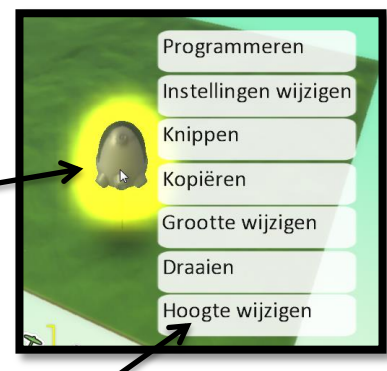 Programmeren
Instellingen wijzigen
Knippen
Kopiëren
Grootte wijzigen
Draaien
Hoogte wijzigen